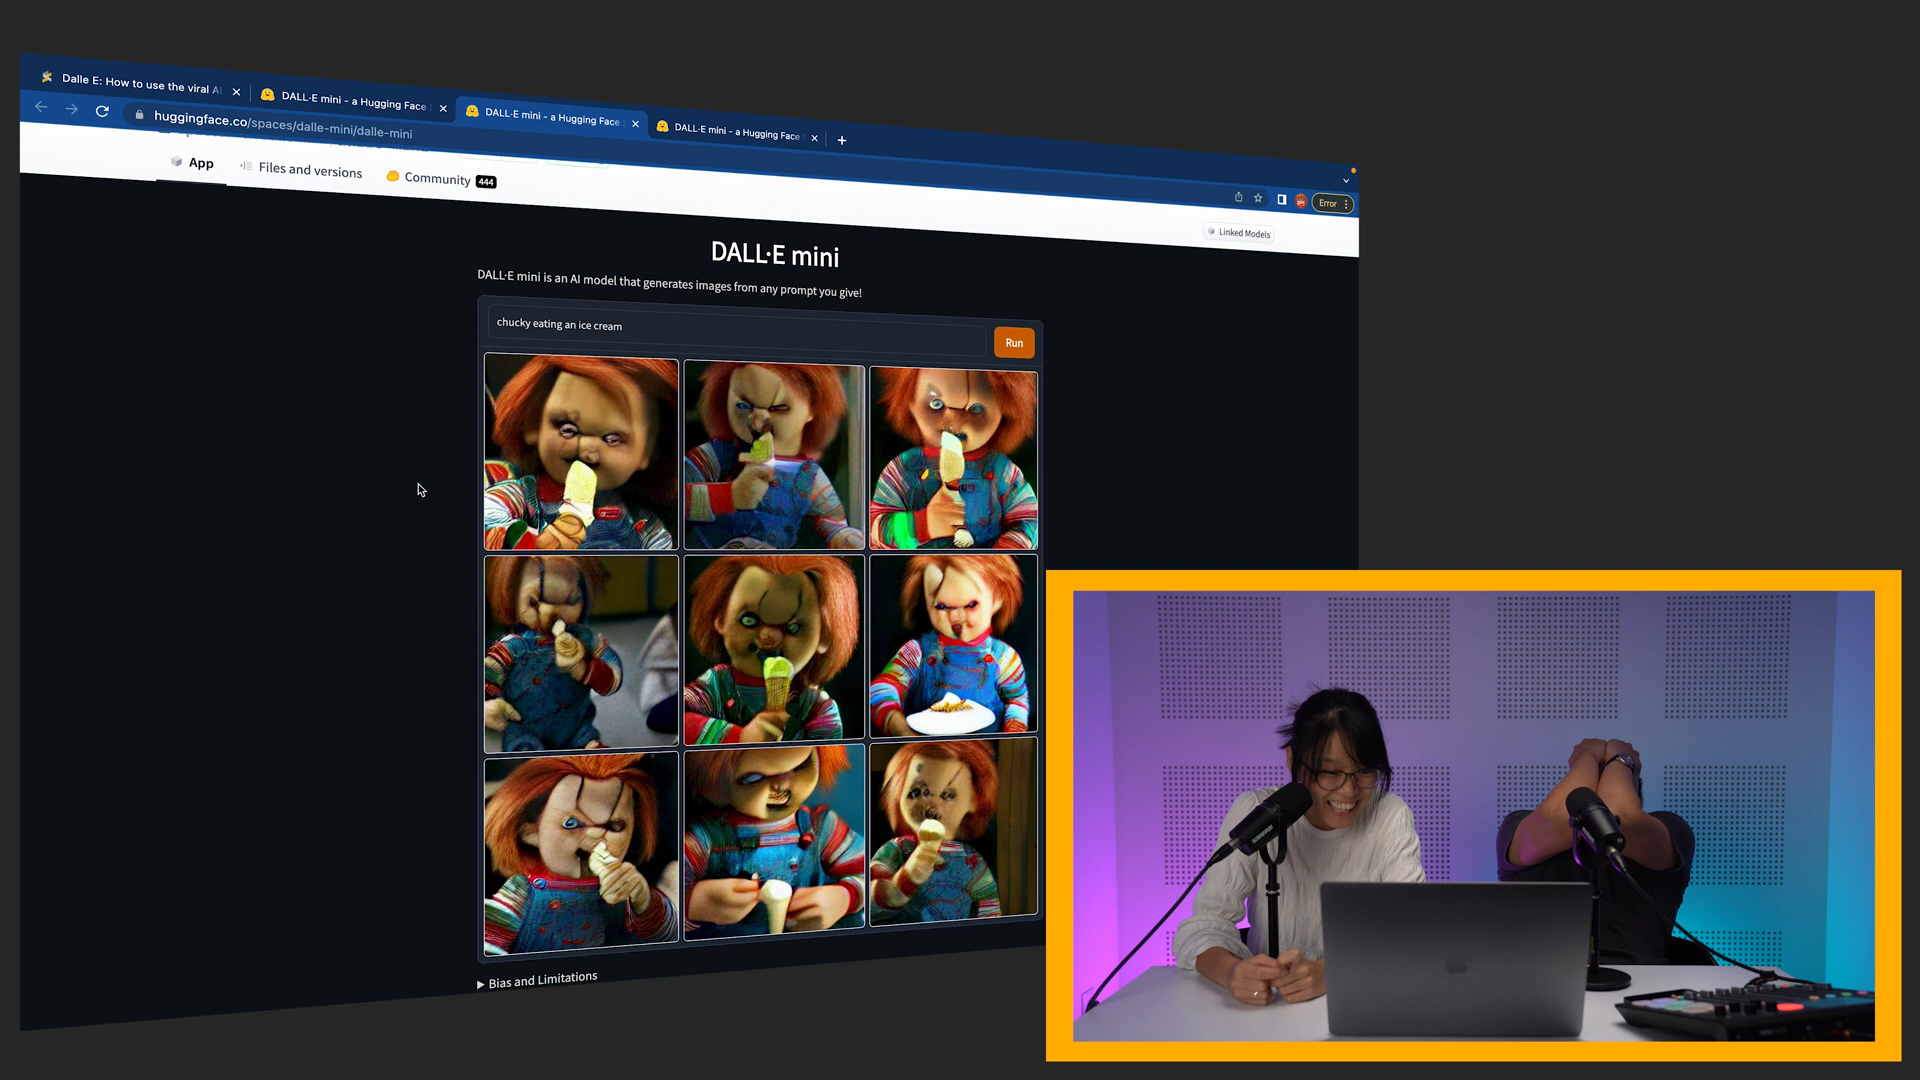 Dalle E: How to use the viral AI
DALL·E mini - a Hugging Face
DALL·E mini - a Hugging Face
DALL·E mini - a Hugging Face
huggingface.co/spaces/dalle-mini/dalle-mini
Error
App
Files and versions
Community 444
Linked Models
DALL·E mini
DALL·E mini is an AI model that generates images from any prompt you give!
chucky eating an ice cream
Run
Bias and Limitations